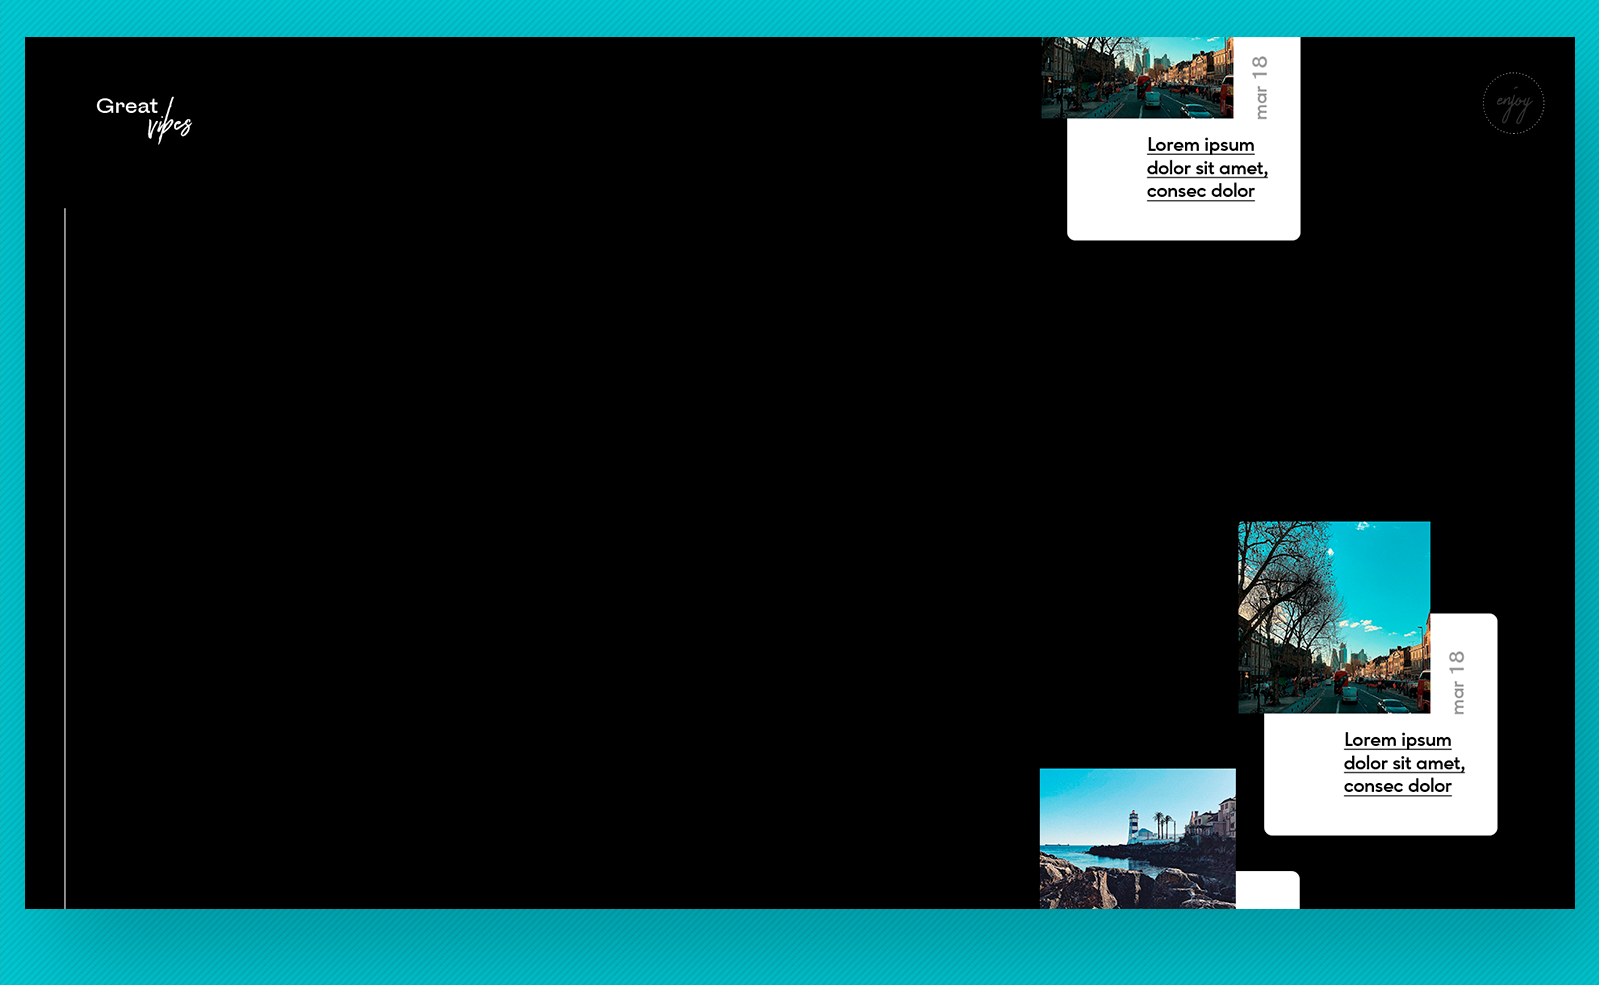 Great /
vibes
mar 18
Lorem ipsum
dolor sit amet,
consec dolor
enjoy
mar 18
Lorem ipsum
dolor sit amet,
consec dolor